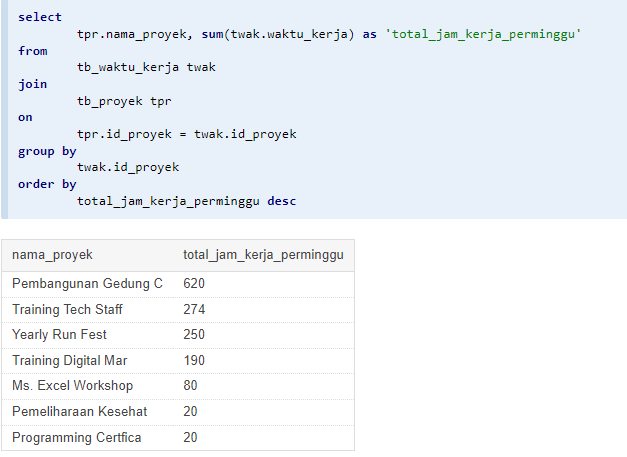 select
tpr.nama_proyek, sum(twak.waktu_kerja) as 'total_jam_kerja_perminggu'
from
tb_waktu_kerja twak
join
tb_proyek tpr
on
tpr.id_proyek = twak.id_proyek
group by
twak.id_proyek
order by
total_jam_kerja_perminggu desc
nama_proyek total_jam_kerja_perminggu
Pembangunan Gedung C 620
Training Tech Staff 274
Yearly Run Fest 250
Training Digital Mar 190
Ms. Excel Workshop 80
Pemeliharaan Kesehat 20
Programming Certfica 20